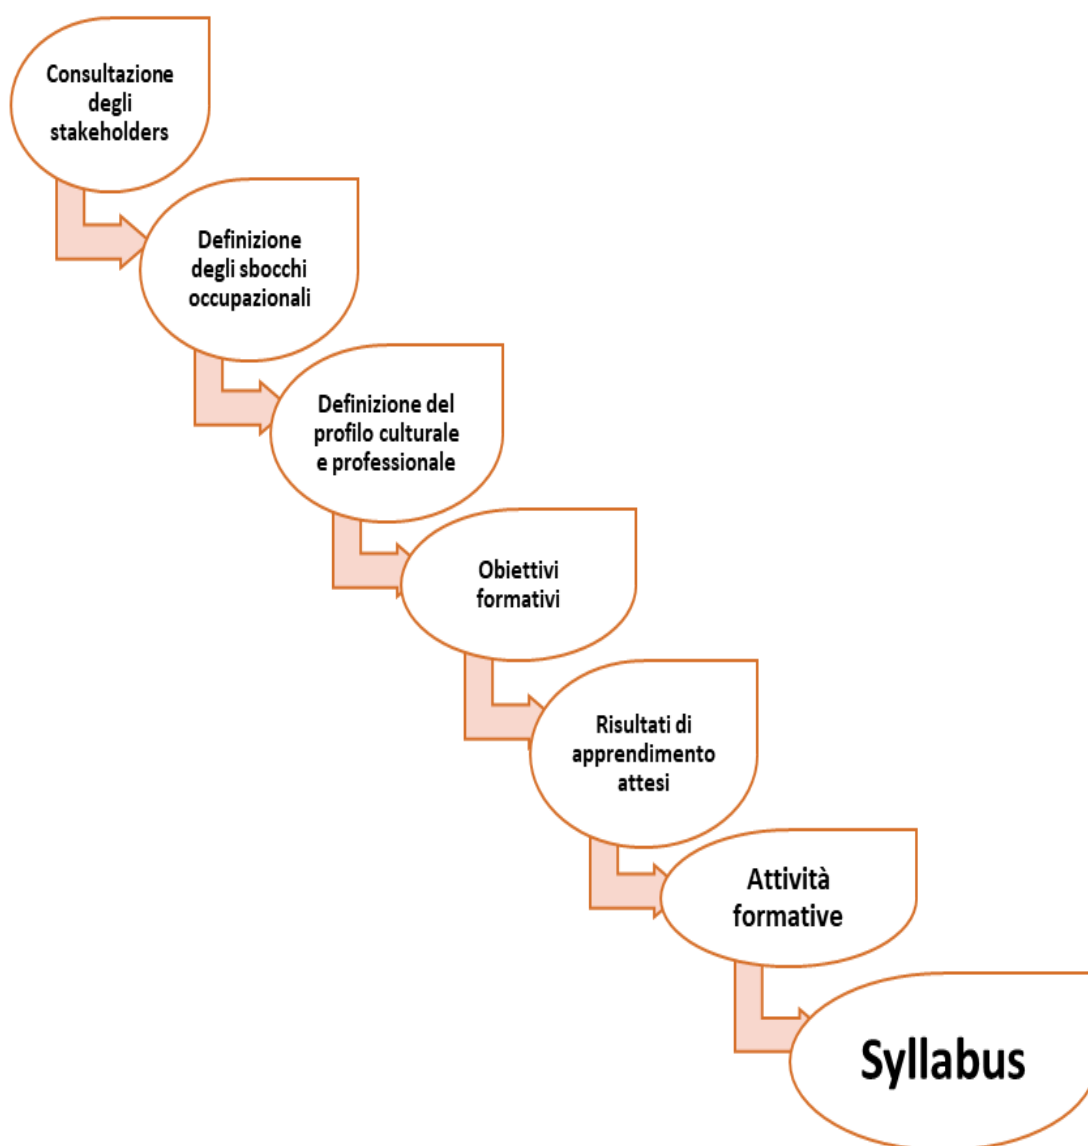 Consultazione
degli
stakeholders
Definizione
degli sbocchi
occupazionali
Definizione del
profilo culturale
e professionale
Obiettivi
formativi
Risultati di
apprendimento
attesi
Attività
formative
Syllabus